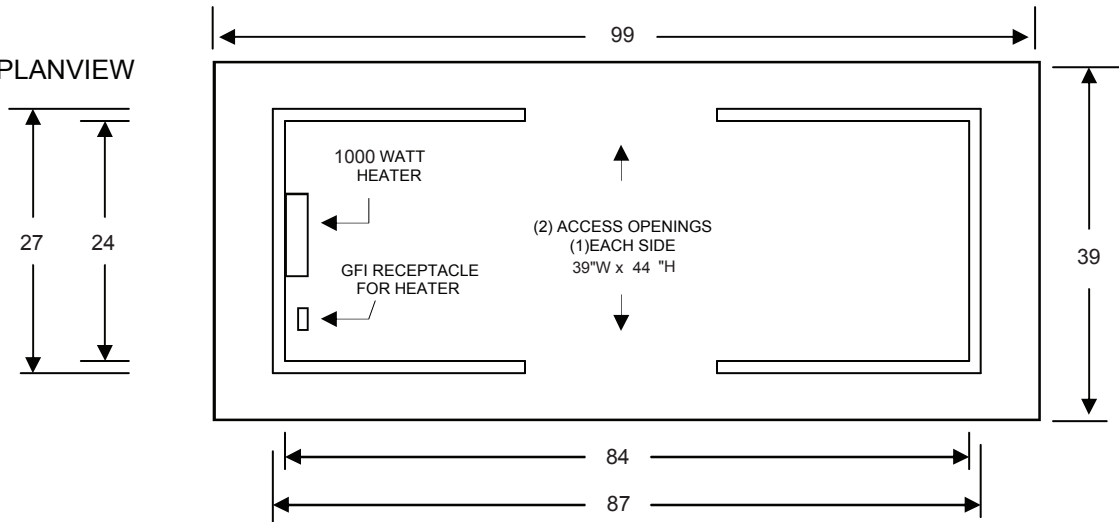 99
PLANVIEW
1000 WATT
HEATER
27
24
(2) ACCESS OPENINGS
(1)EACH SIDE
39"W x 44 "H
39
GFI RECEPTACLE
FOR HEATER
84
87